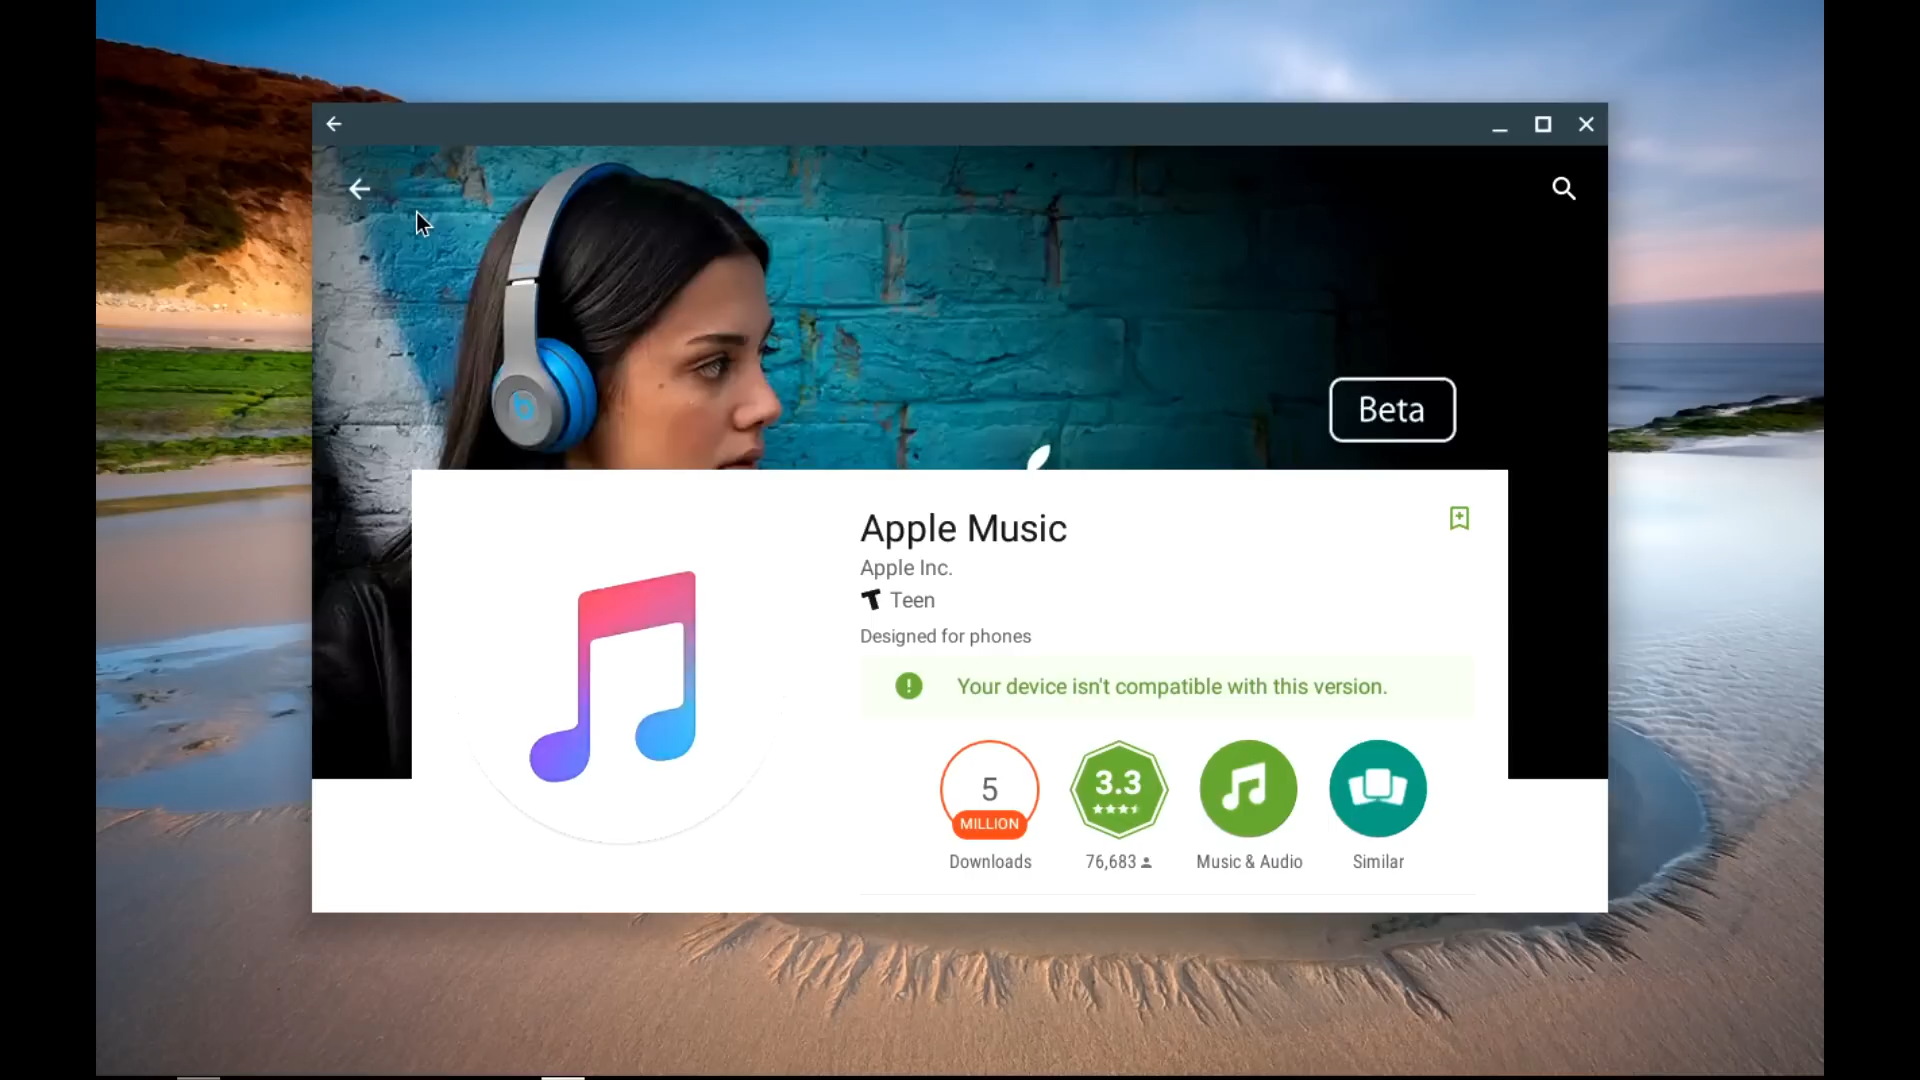 Beta
Apple Music
Apple Inc.
Teen
Designed for phones
Your device isn't compatible with this version.
5
MILLION
Downloads
3.3
76,683
Music & Audio
Similar